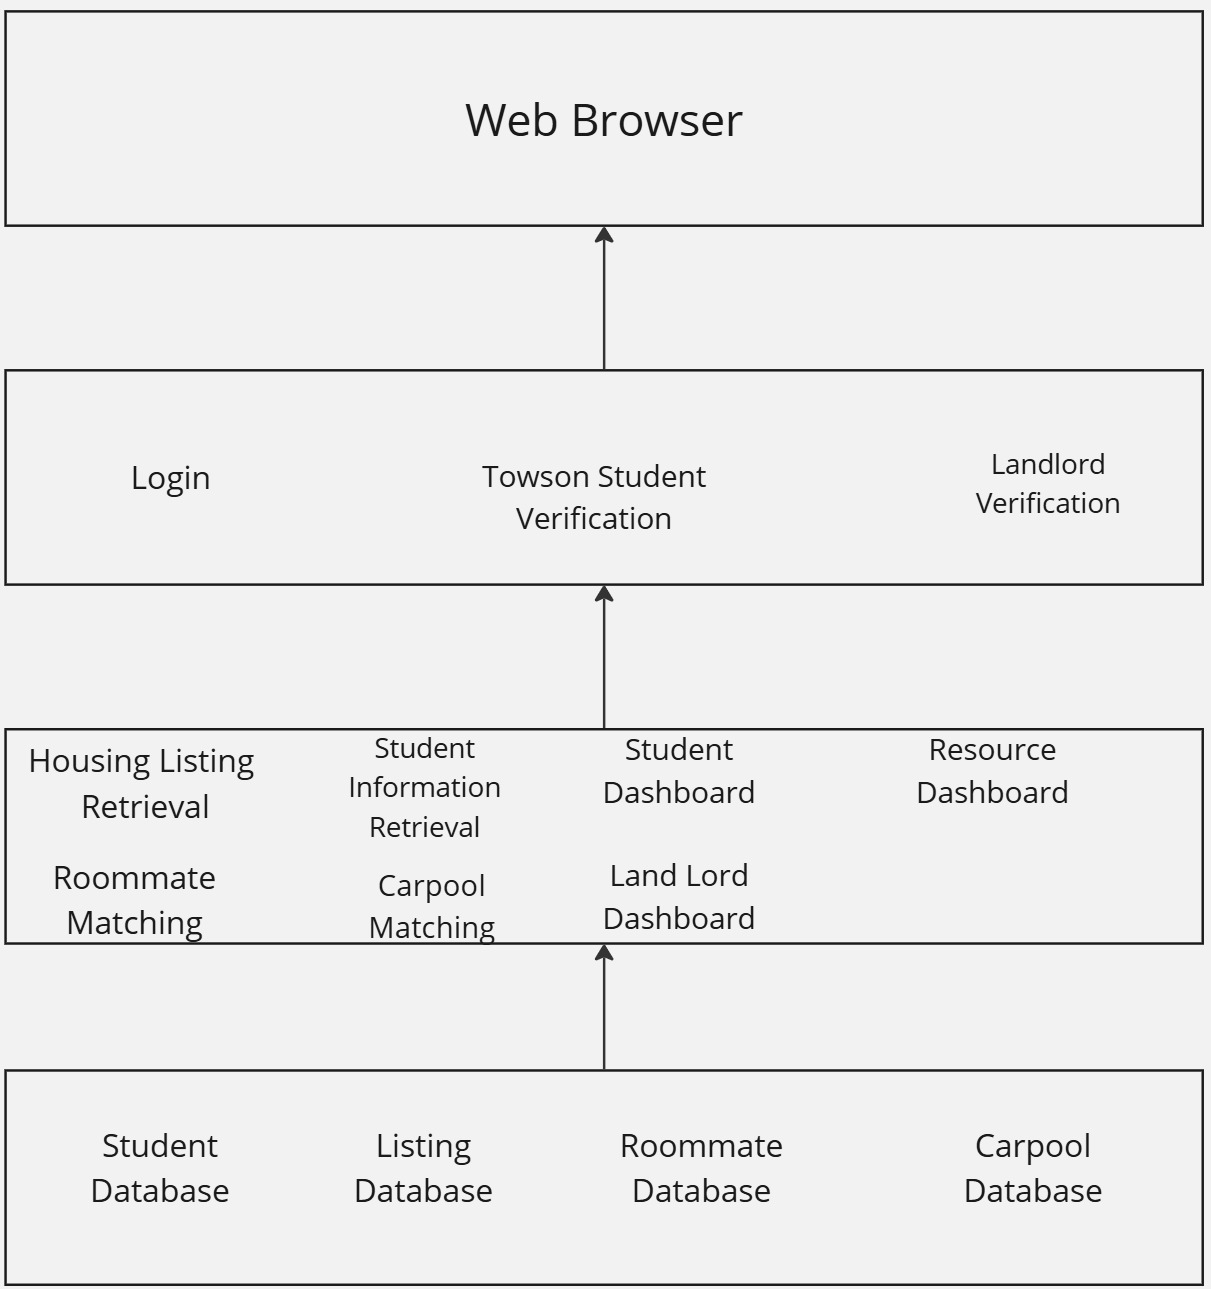 Web Browser
Login
Towson Student
Verification
Landlord
Verification
Housing Listing
Retrieval
Student
Information
Retrieval
Student
Dashboard
Resource
Dashboard
Roommate
Matching
Carpool
Matching
Land Lord
Dashboard
Student
Database
Listing
Database
Roommate
Database
Carpool
Database